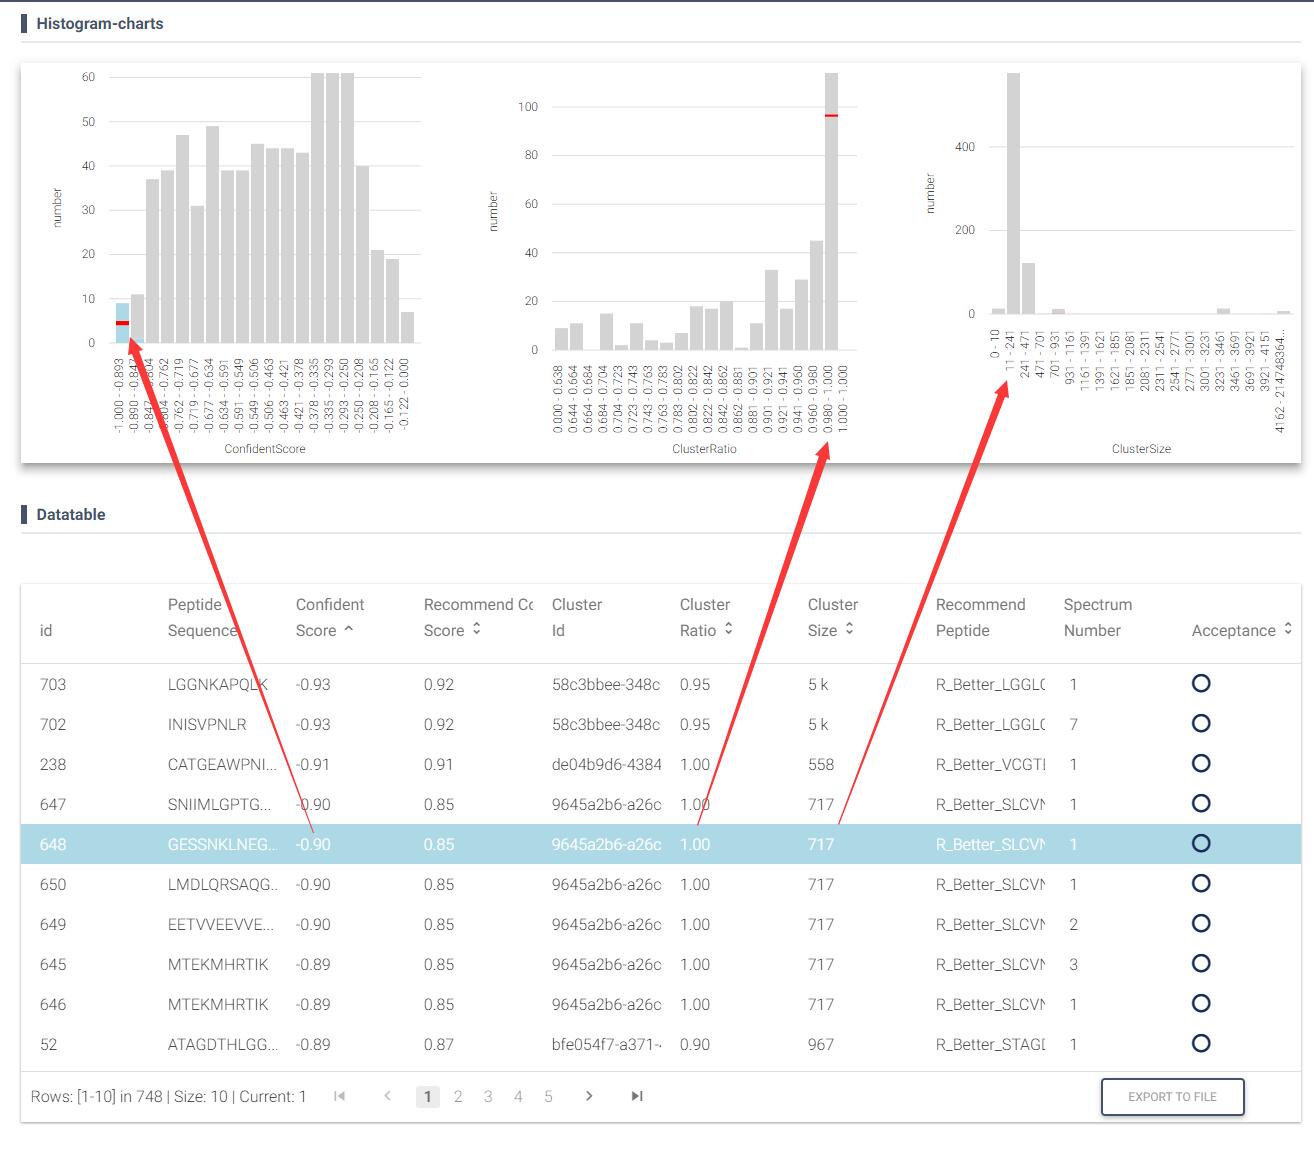 Histogram-charts
60
50
40
30
20
10
0
number
-1.000 - -0.893
-0.890 - -0.847
-0.804 - -0.762
-0.762 - -0.719
-0.719 - -0.677
-0.677 - -0.634
-0.634 - -0.591
-0.591 - -0.549
-0.549 - -0.506
-0.506 - -0.463
-0.463 - -0.421
-0.421 - -0.378
-0.378 - -0.335
-0.335 - -0.293
-0.293 - -0.250
-0.250 - -0.208
-0.208 - -0.165
-0.165 - -0.122
-0.122 - -0.000
ConfidentScore
100
80
60
40
20
0
number
0.000 - 0.638
0.644 - 0.664
0.664 - 0.684
0.684 - 0.704
0.704 - 0.723
0.723 - 0.743
0.743 - 0.763
0.763 - 0.783
0.783 - 0.802
0.802 - 0.822
0.822 - 0.842
0.842 - 0.862
0.862 - 0.881
0.881 - 0.901
0.901 - 0.921
0.921 - 0.941
0.941 - 0.960
0.960 - 0.980
0.980 - 1.000
1.000 - 1.000
ClusterRatio
400
200
0
number
0 - 10
11 - 241
241 - 471
471 - 701
701 - 931
931 - 1161
1161 - 1391
1391 - 1621
1621 - 1851
1851 - 2081
2081 - 2311
2311 - 2541
2541 - 2771
2771 - 3001
3001 - 3231
3231 - 3461
3461 - 3691
3691 - 3921
3921 - 4151
4162 - 214748364...
ClusterSize
Datatable
id Peptide Sequence Confident Score Recommend Cc Score Cluster Id Cluster Ratio Cluster Size Recommend Peptide Spectrum Number Acceptance
703 LGGNKAPQLK -0.93 0.92 58c3bbee-348c 0.95 5 k R_Better_LGGL 1
702 INISVPNLR -0.93 0.92 58c3bbee-348c 0.95 5 k R_Better_LGGL 7
238 CATGEAWPNI... -0.91 0.91 de04b9d6-4384 1.00 558 R_Better_VCGT 1
647 SNIIMLGPTG... -0.90 0.85 9645a2b6-a26c 1.00 717 R_Better_SLCV 1
648 GESSNKLNEG... -0.90 0.85 9645a2b6-a26c 1.00 717 R_Better_SLCV 1
650 LMDLQRSAQG... -0.90 0.85 9645a2b6-a26c 1.00 717 R_Better_SLCV 1
649 EETVVEEVVE... -0.90 0.85 9645a2b6-a26c 1.00 717 R_Better_SLCV 2
645 MTEKMHRTIK -0.89 0.85 9645a2b6-a26c 1.00 717 R_Better_SLCV 3
646 MTEKMHRTIK -0.89 0.85 9645a2b6-a26c 1.00 717 R_Better_SLCV 1
52 ATAGDTHLGG... -0.89 0.87 bfe054f7-a371- 0.90 967 R_Better_STAG 1
Rows: [1-10] in 748 | Size: 10 | Current: 1 1 2 3 4 5 EXPORT TO FILE